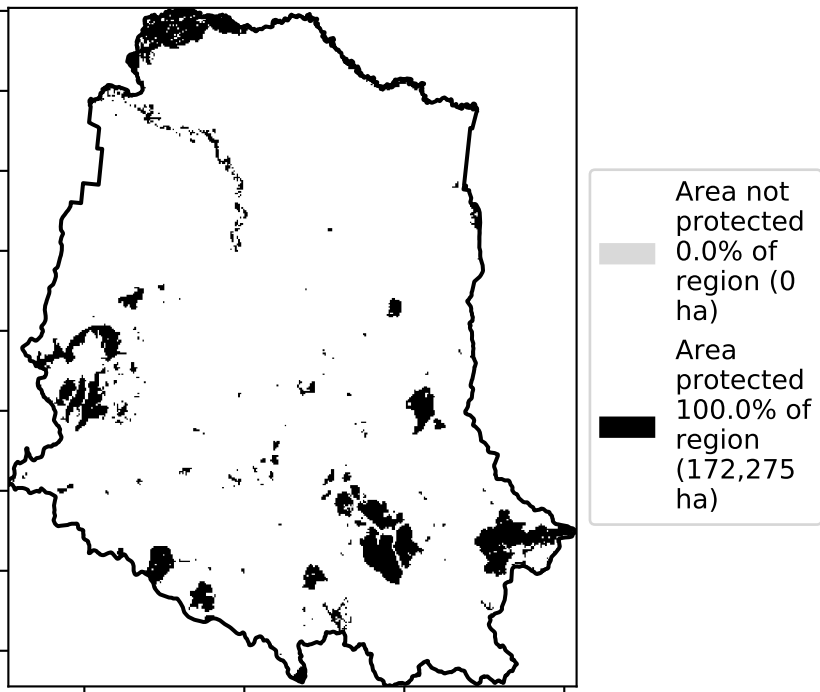 Area not
protected
0.0% of
region (0
ha)
Area
protected
100.0% of
region
(172,275
ha)